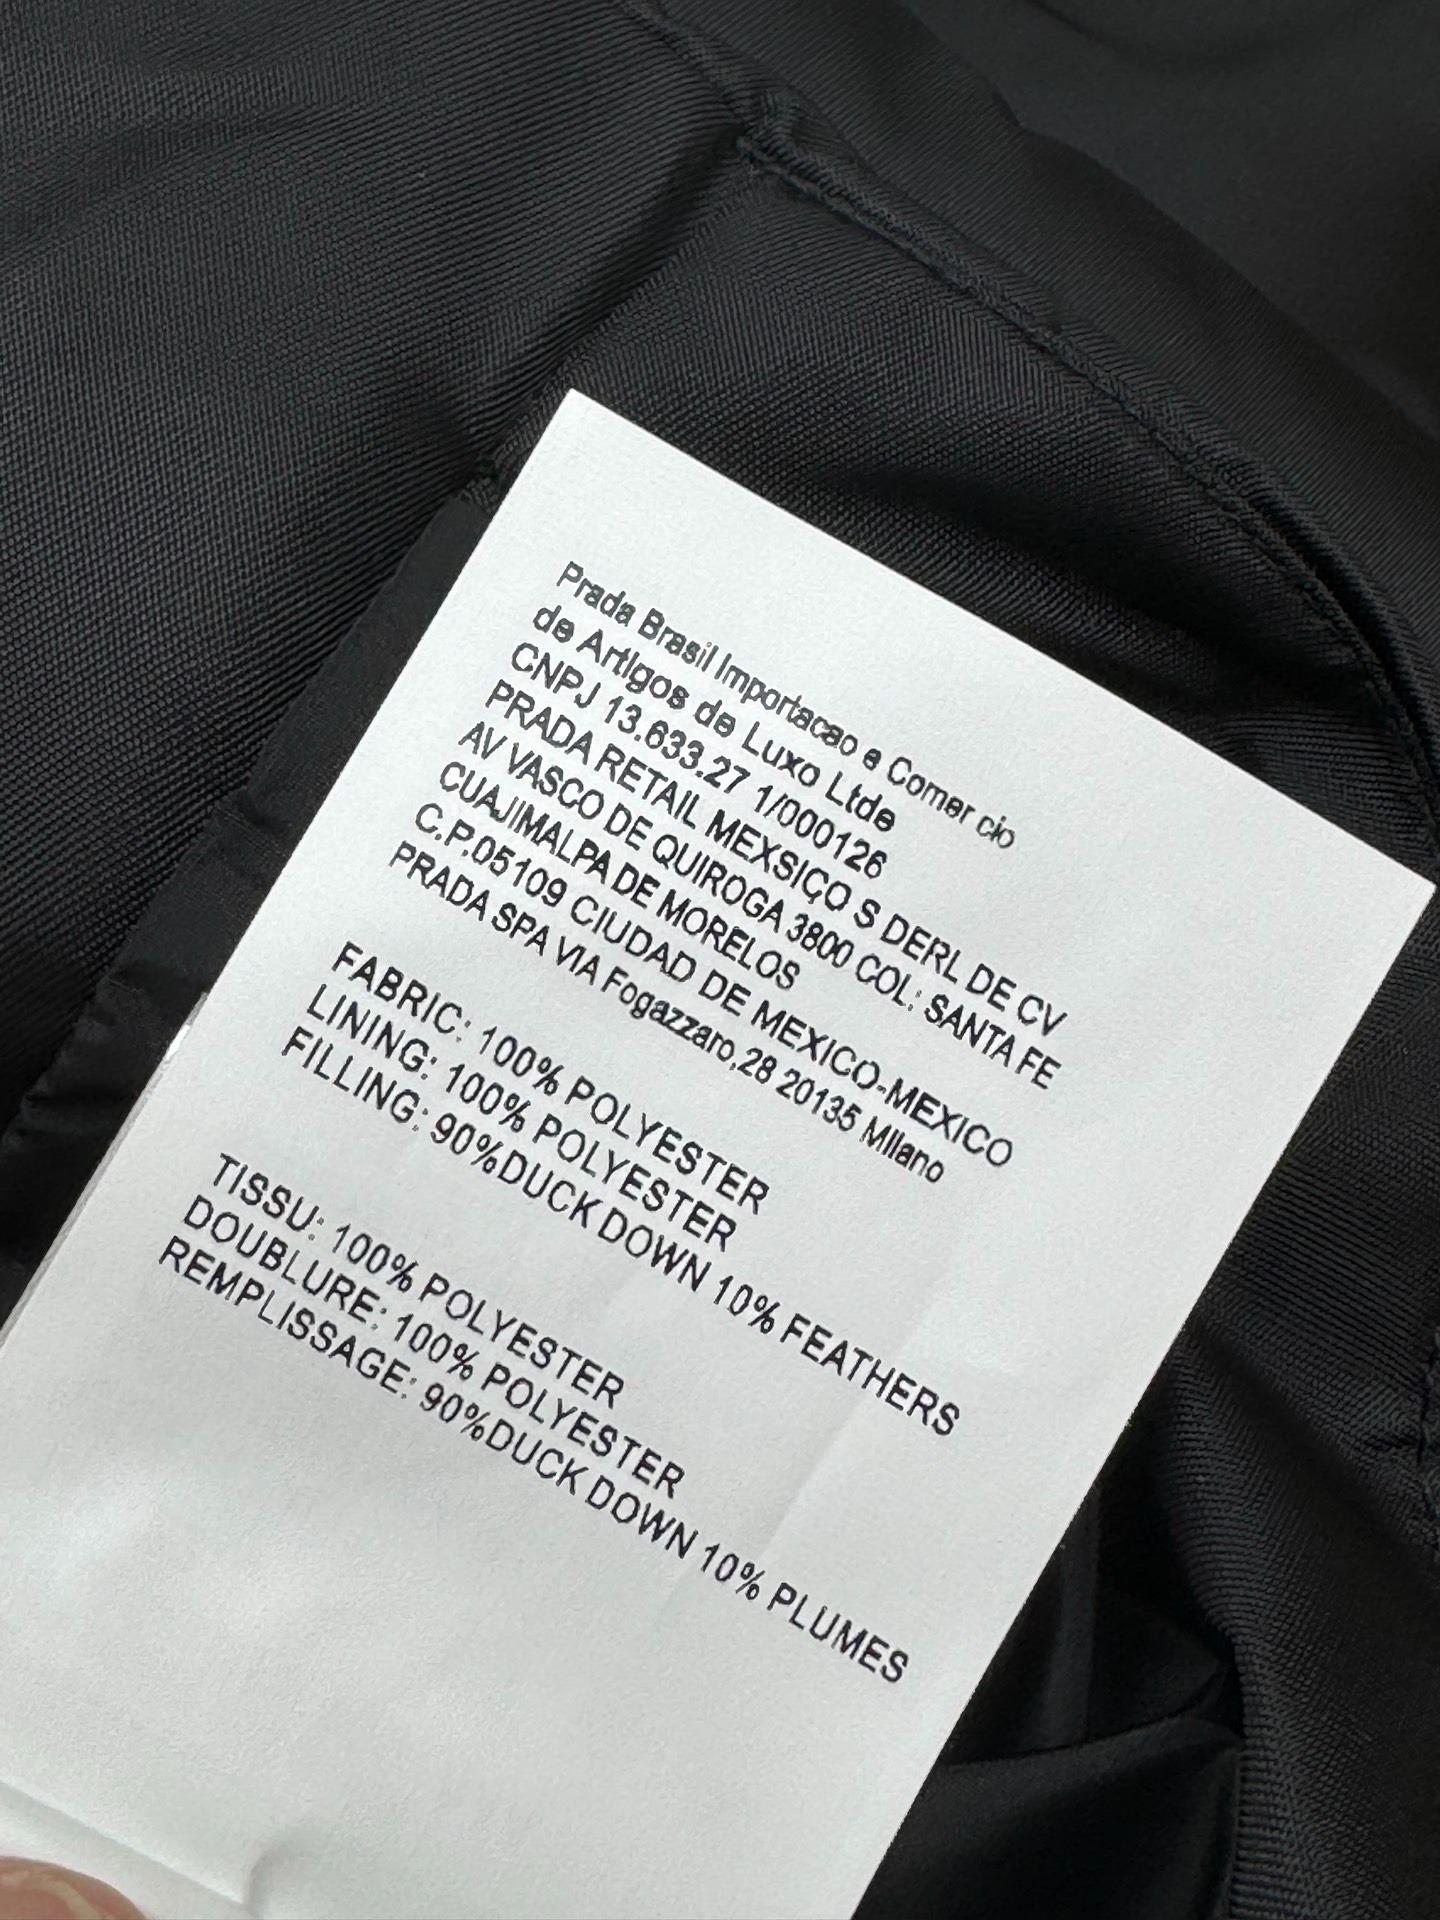 Prada Brasil Importacao e Comer cio
de Artigos de Luxo Ltde
CNPJ 13.633.27 1/000126
PRADA RETAIL MEXSIÇO S DERL DE CV
AV VASCO DE QUIROGA 3800 COL: SANTA FE
CUAJIMALPA DE MORELOS
C.P.05109 CIUDAD DE MEXICO-MEXICO
PRADA SPA VIA Fogazzaro,28 20135 Milano
FABRIC: 100% POLYESTER
LINING: 100% POLYESTER
FILLING: 90%DUCK DOWN 10% FEATHERS
TISSU: 100% POLYESTER
DOUBLURE: 100% POLYESTER
REMPLISSAGE: 90%DUCK DOWN 10% PLUMES